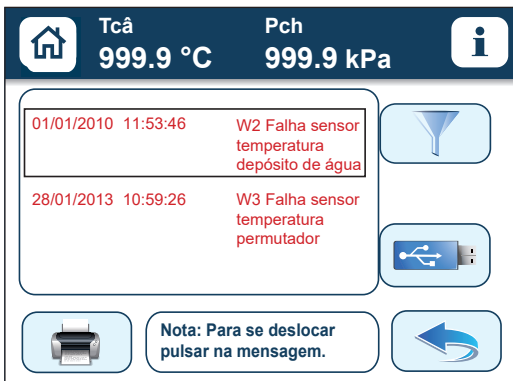 Tcâ Pch
999.9 °C 999.9 kPa
i
01/01/2010 11:53:46 W2 Falha sensor
temperatura
depósito de água
28/01/2013 10:59:26 W3 Falha sensor
temperatura
permutador
Nota: Para se deslocar
pulsar na mensagem.